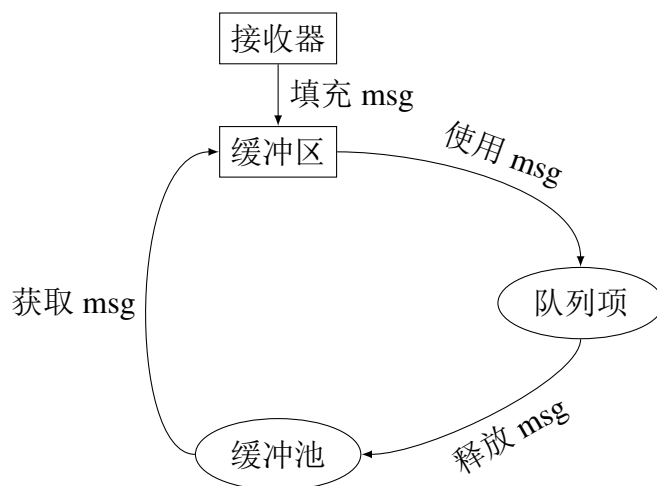 接收器
填充 msg
缓冲区
使用 msg
队列项
获取 msg
释放 msg
缓冲池